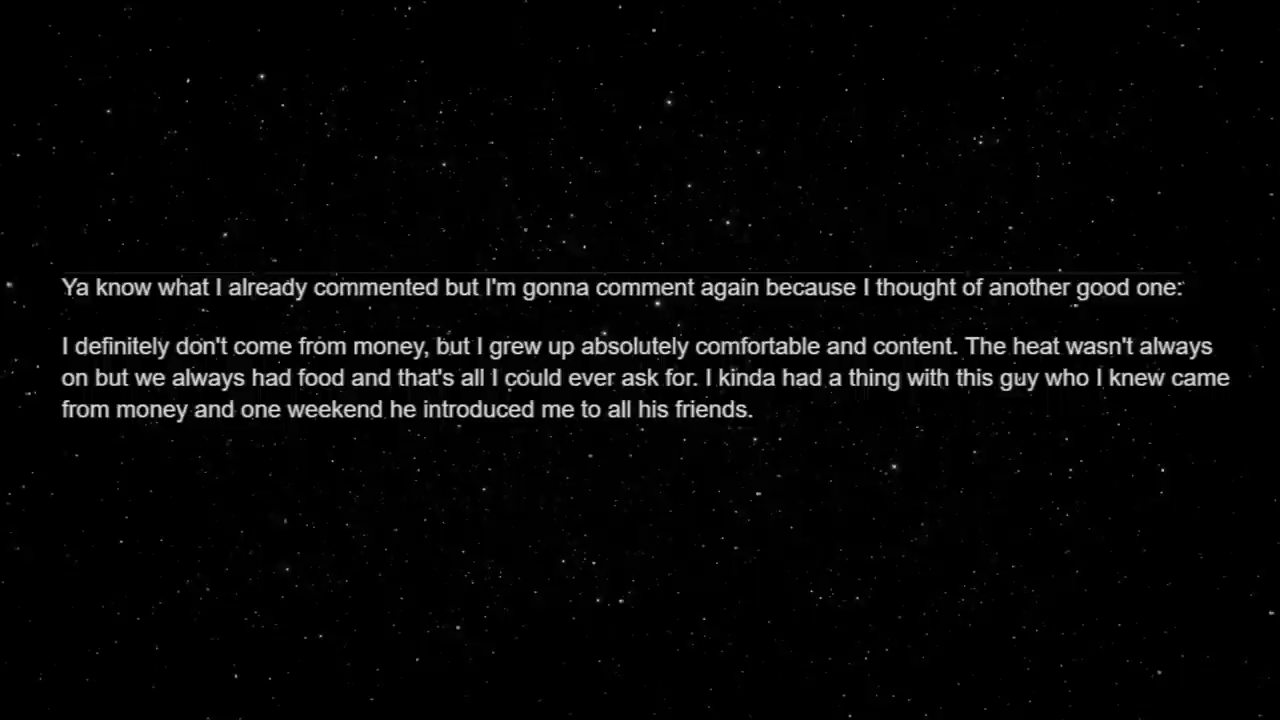 Ya know what I already commented but I'm gonna comment again because I thought of another good one:
I definitely don't come from money, but I grew up absolutely comfortable and content. The heat wasn't always
on but we always had food and that's all I could ever ask for. I kinda had a thing with this guy who I knew came
from money and one weekend he introduced me to all his friends.